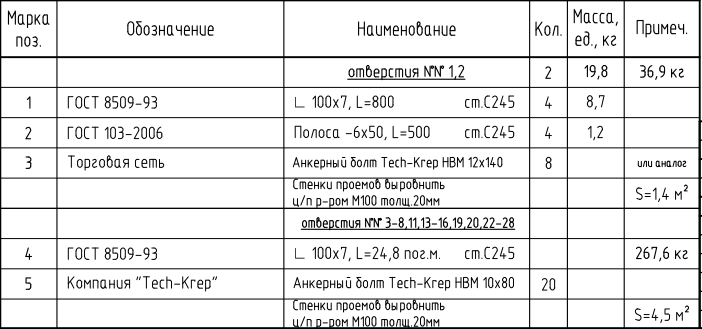 Марка поз. Обозначение Наименование Кол. Масса, ед., кг Примеч.
отверстия №№ 1,2 2 19,8 36,9 кг
1 ГОСТ 8509-93 ∟ 100х7, L=800 ст.С245 4 8,7
2 ГОСТ 103-2006 Полоса -6х50, L=500 ст.С245 4 1,2
3 Торговая сеть Анкерный болт Tech-Krep НВМ 12х140 8 или аналог
Стенки проемов выровнить
ц/п р-ром М100 толщ.20мм S=1,4 м²
отверстия №№ 3-8,11,13-16,19,20,22-28
4 ГОСТ 8509-93 ∟ 100х7, L=24,8 пог.м. ст.С245 267,6 кг
5 Компания "Tech-Krep" Анкерный болт Tech-Krep НВМ 10х80 20
Стенки проемов выровнить
ц/п р-ром М100 толщ.20мм S=4,5 м²